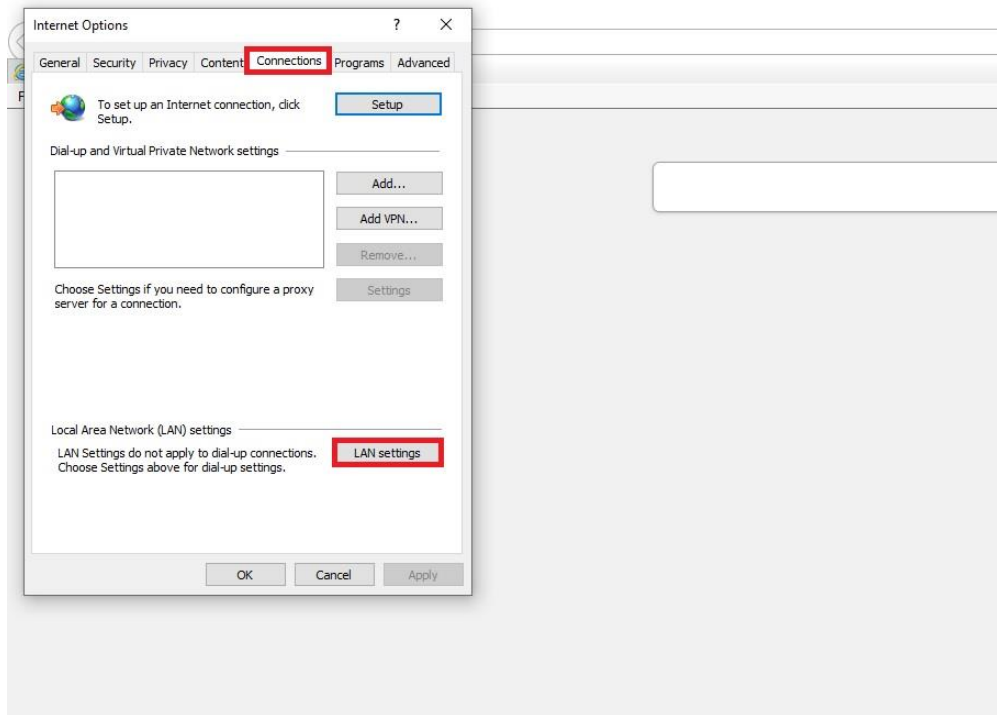 Internet Options
General Security Privacy Content Connections Programs Advanced
To set up an Internet connection, click
Setup.
Setup
Dial-up and Virtual Private Network settings
Add...
Add VPN...
Remove...
Choose Settings if you need to configure a proxy
server for a connection.
Settings
Local Area Network (LAN) settings
LAN Settings do not apply to dial-up connections.
Choose Settings above for dial-up settings.
LAN settings
OK Cancel Apply